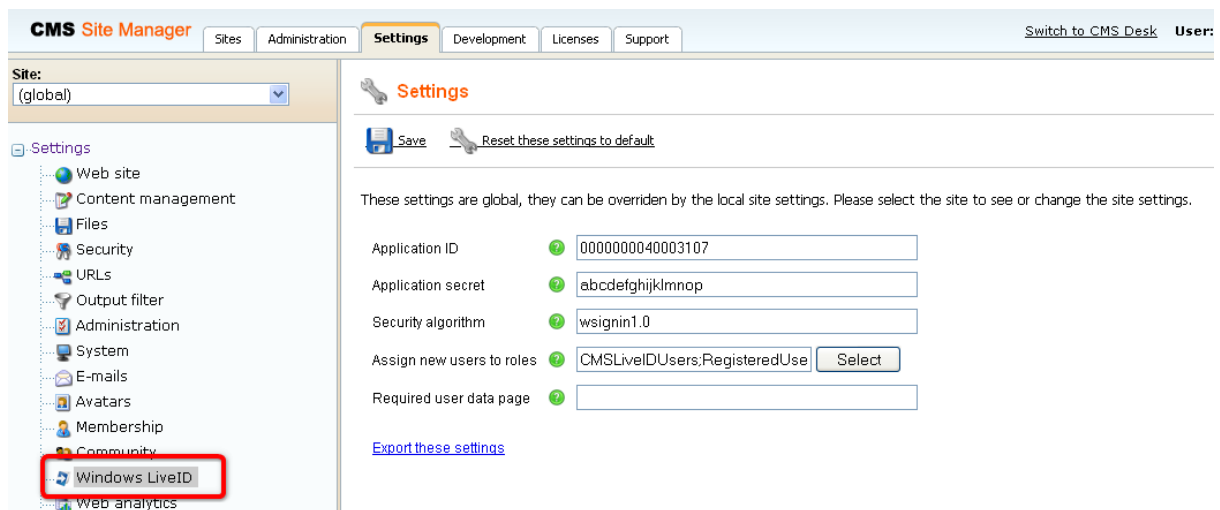 CMS Site Manager Sites Administration Settings Development Licenses Support Switch to CMS Desk User:
Site:
(global)
Settings
Save Reset these settings to default
Settings
Web site
Content management
Files
Security
URLs
Output filter
Administration
System
E-mails
Avatars
Membership
Community
Windows LiveID
Web analytics
These settings are global, they can be overriden by the local site settings. Please select the site to see or change the site settings.
Application ID 0000000040003107
Application secret abcdefghijklmnop
Security algorithm wsignin1.0
Assign new users to roles CMSLiveIDUsers;RegisteredUse Select
Required user data page
Export these settings